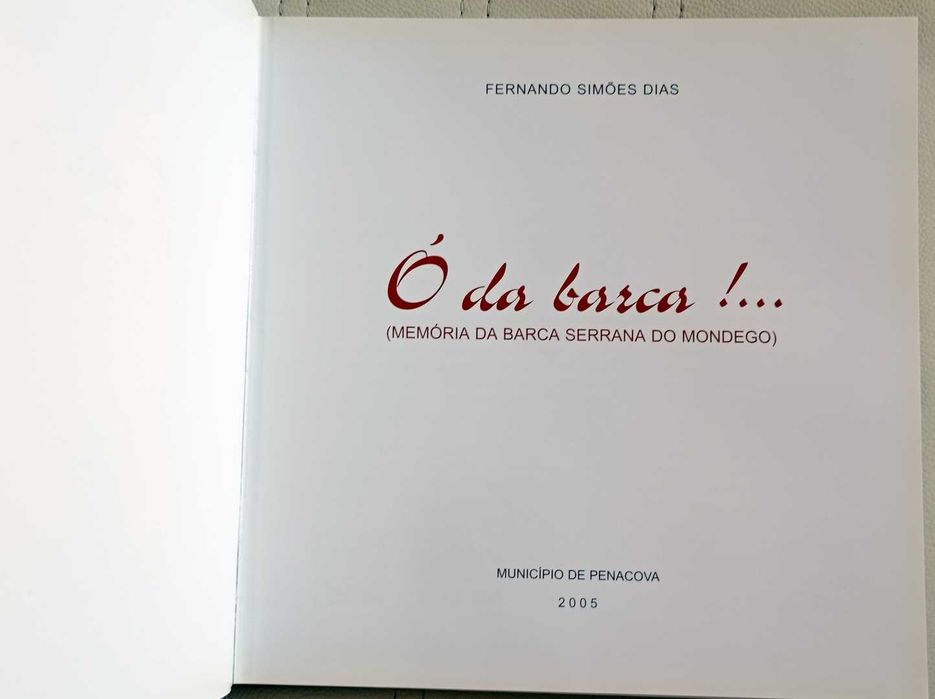 FERNANDO SIMÕES DIAS
Ó da barca !...
(MEMÓRIA DA BARCA SERRANA DO MONDEGO)
MUNICÍPIO DE PENACOVA
2005